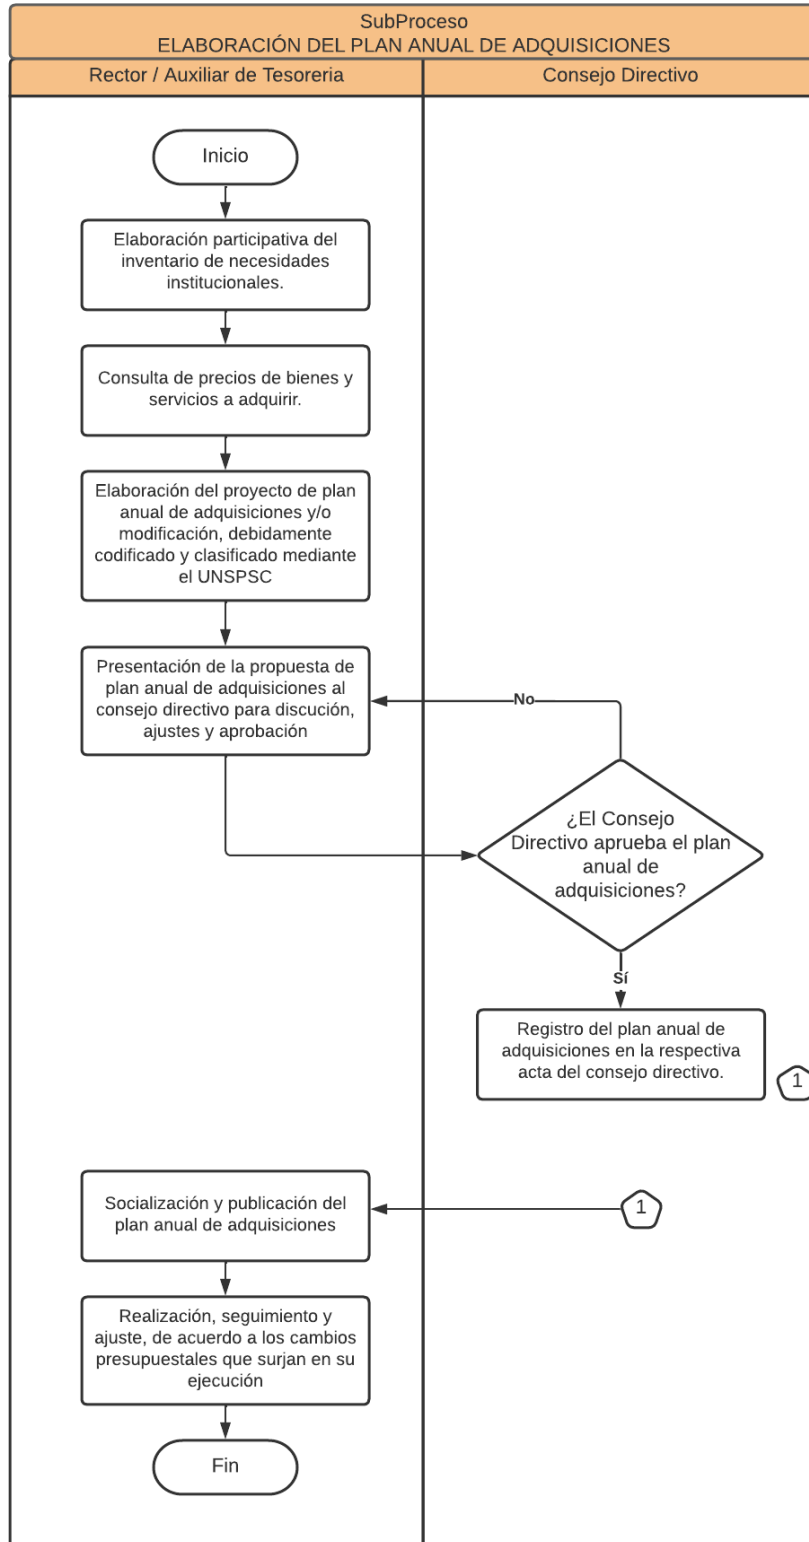 SubProceso
ELABORACIÓN DEL PLAN ANUAL DE ADQUISICIONES
Rector / Auxiliar de Tesoreria
Consejo Directivo
Inicio
Elaboración participativa del
inventario de necesidades
institucionales.
Consulta de precios de bienes y
servicios a adquirir.
Elaboración del proyecto de plan
anual de adquisiciones y/o
modificación, debidamente
codificado y clasificado mediante
el UNSPSC
Presentación de la propuesta de
plan anual de adquisiciones al
consejo directivo para discución,
ajustes y aprobación
No
¿El Consejo
Directivo aprueba el plan
anual de
adquisiciones?
Sí
Registro del plan anual de
adquisiciones en la respectiva
acta del consejo directivo.
1
Socialización y publicación del
plan anual de adquisiciones
1
Realización, seguimiento y
ajuste, de acuerdo a los cambios
presupuestales que surjan en su
ejecución
Fin